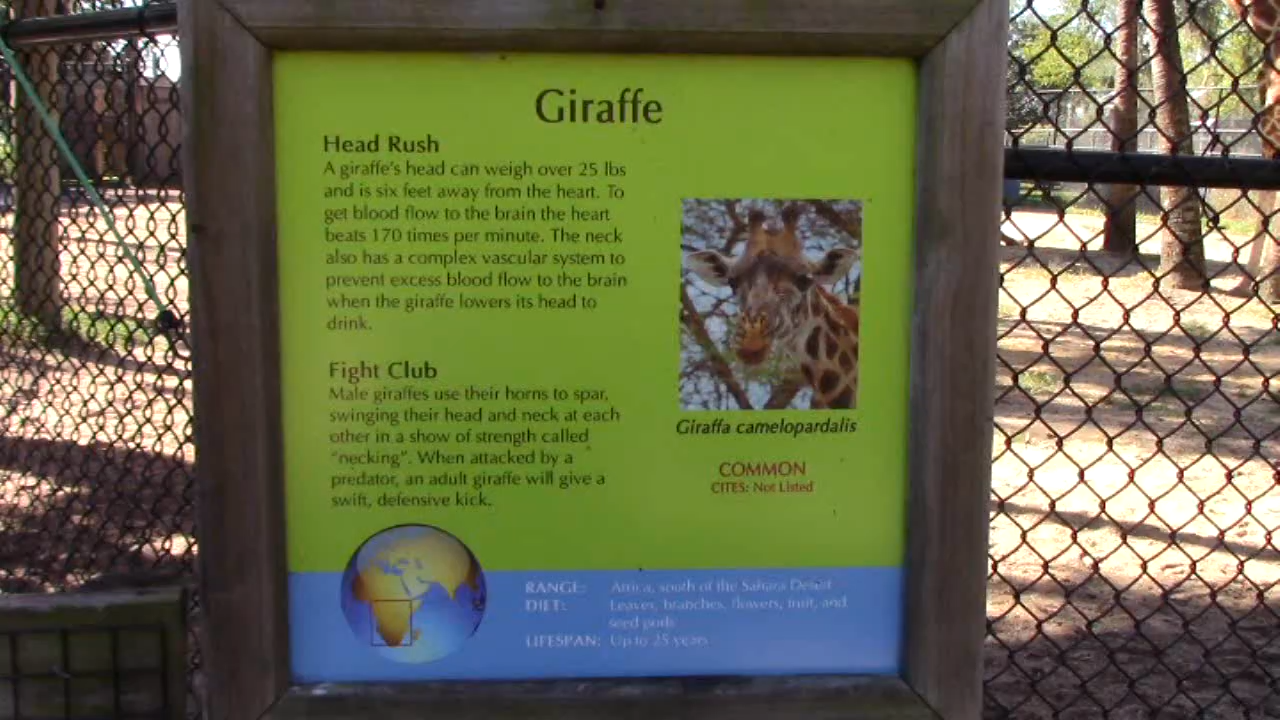 Giraffe
Head Rush
A giraffe's head can weigh over 25 lbs
and is six feet away from the heart. To
get blood flow to the brain the heart
beats 170 times per minute. The neck
also has a complex vascular system to
prevent excess blood flow to the brain
when the giraffe lowers its head to
drink.
Fight Club
Male giraffes use their horns to spar,
swinging their head and neck at each
other in a show of strength called
"necking". When attacked by a
predator, an adult giraffe will give a
swift, defensive kick.
Giraffa camelopardalis
COMMON
CITES: Not Listed
RANGE: Africa, south of the Sahara Desert
DIET: Leaves, branches, flowers, fruit, and
seed pods
LIFESPAN: Up to 25 years